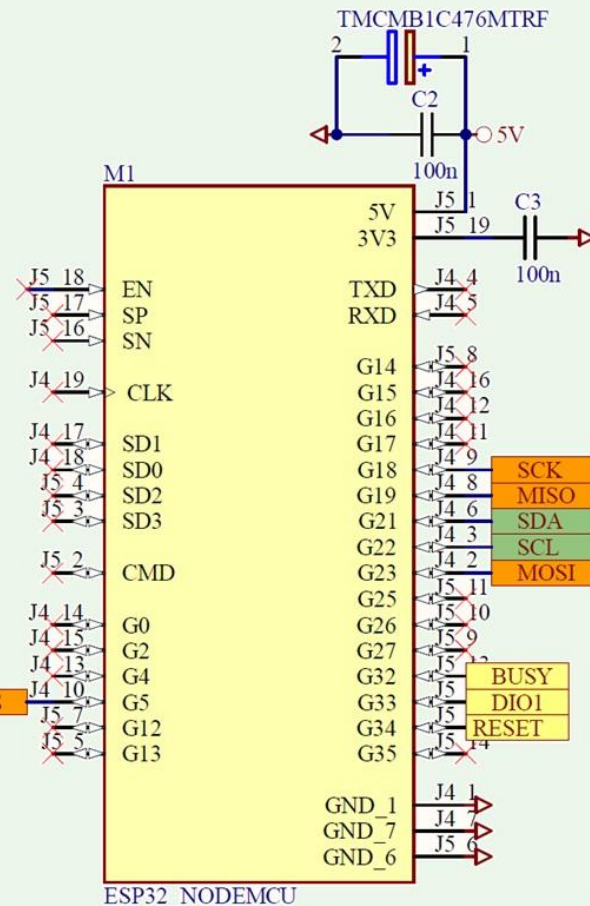 TMCMB1C476MTRF
2 1
+
C2
5V
100n
M1
5V J5 1
3V3 J5 19
C3
100n
J5 18 EN TXD J4 4
J5 17 SP RXD J4 5
J5 16 SN
G14 J5 8
J4 19 CLK G15 J4 16
G16 J4 12
J4 17 SD1 G17 J4 11
J4 18 SD0 G18 J4 9 SCK
J5 4 SD2 G19 J4 8 MISO
J5 3 SD3 G21 J4 6 SDA
G22 J4 3 SCL
J5 2 CMD G23 J4 2 MOSI
G25 J5 11
J4 14 G0 G26 J5 10
J4 15 G2 G27 J5 9
J4 13 G4 G32 J5 BUSY
J4 10 G5 G33 J5 DIO1
J5 7 G12 G34 J5 RESET
J5 5 G13 G35 J5 14
GND_1 J4 1
GND_7 J4 7
GND_6 J5 6
ESP32 NODEMCU